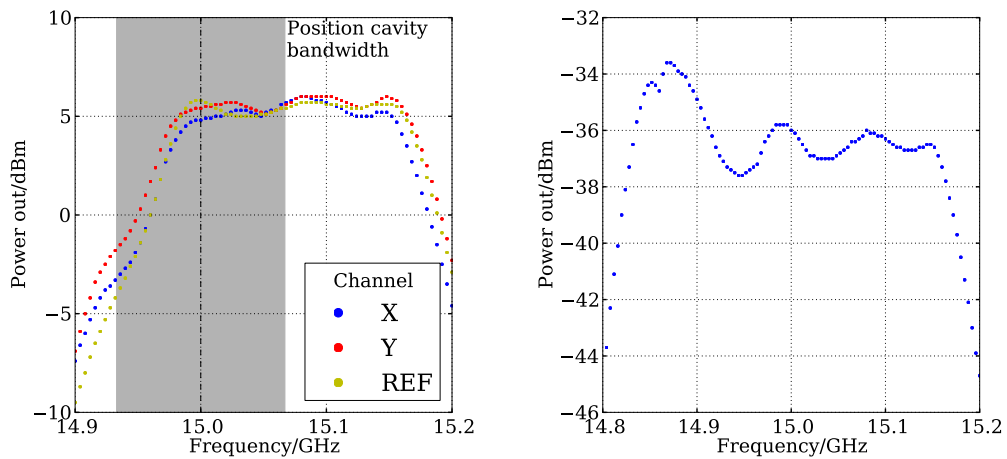 10
5
0
−5
−10
Power out/dBm
14.9
15.0
15.1
15.2
Frequency/GHz
Position cavity
bandwidth
Channel
X
Y
REF
−32
−34
−36
−38
−40
−42
−44
−46
Power out/dBm
14.8
14.9
15.0
15.1
15.2
Frequency/GHz